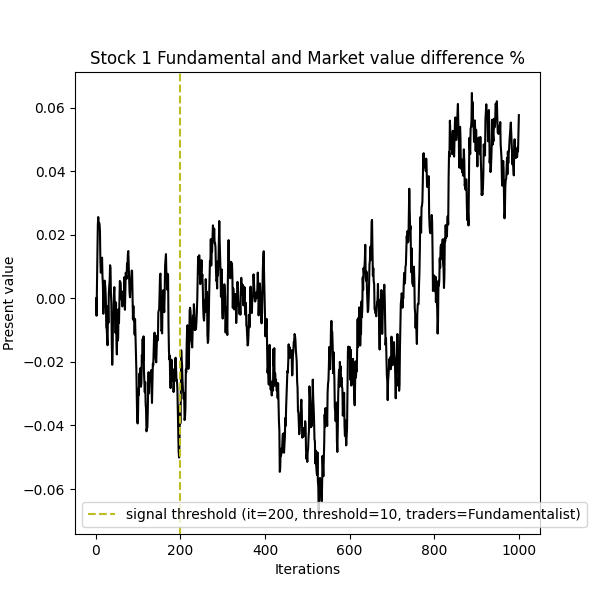 Stock 1 Fundamental and Market value difference %
0.06
0.04
0.02
0.00
−0.02
−0.04
−0.06
Present value
signal threshold (it=200, threshold=10, traders=Fundamentalist)
0 200 400 600 800 1000
Iterations